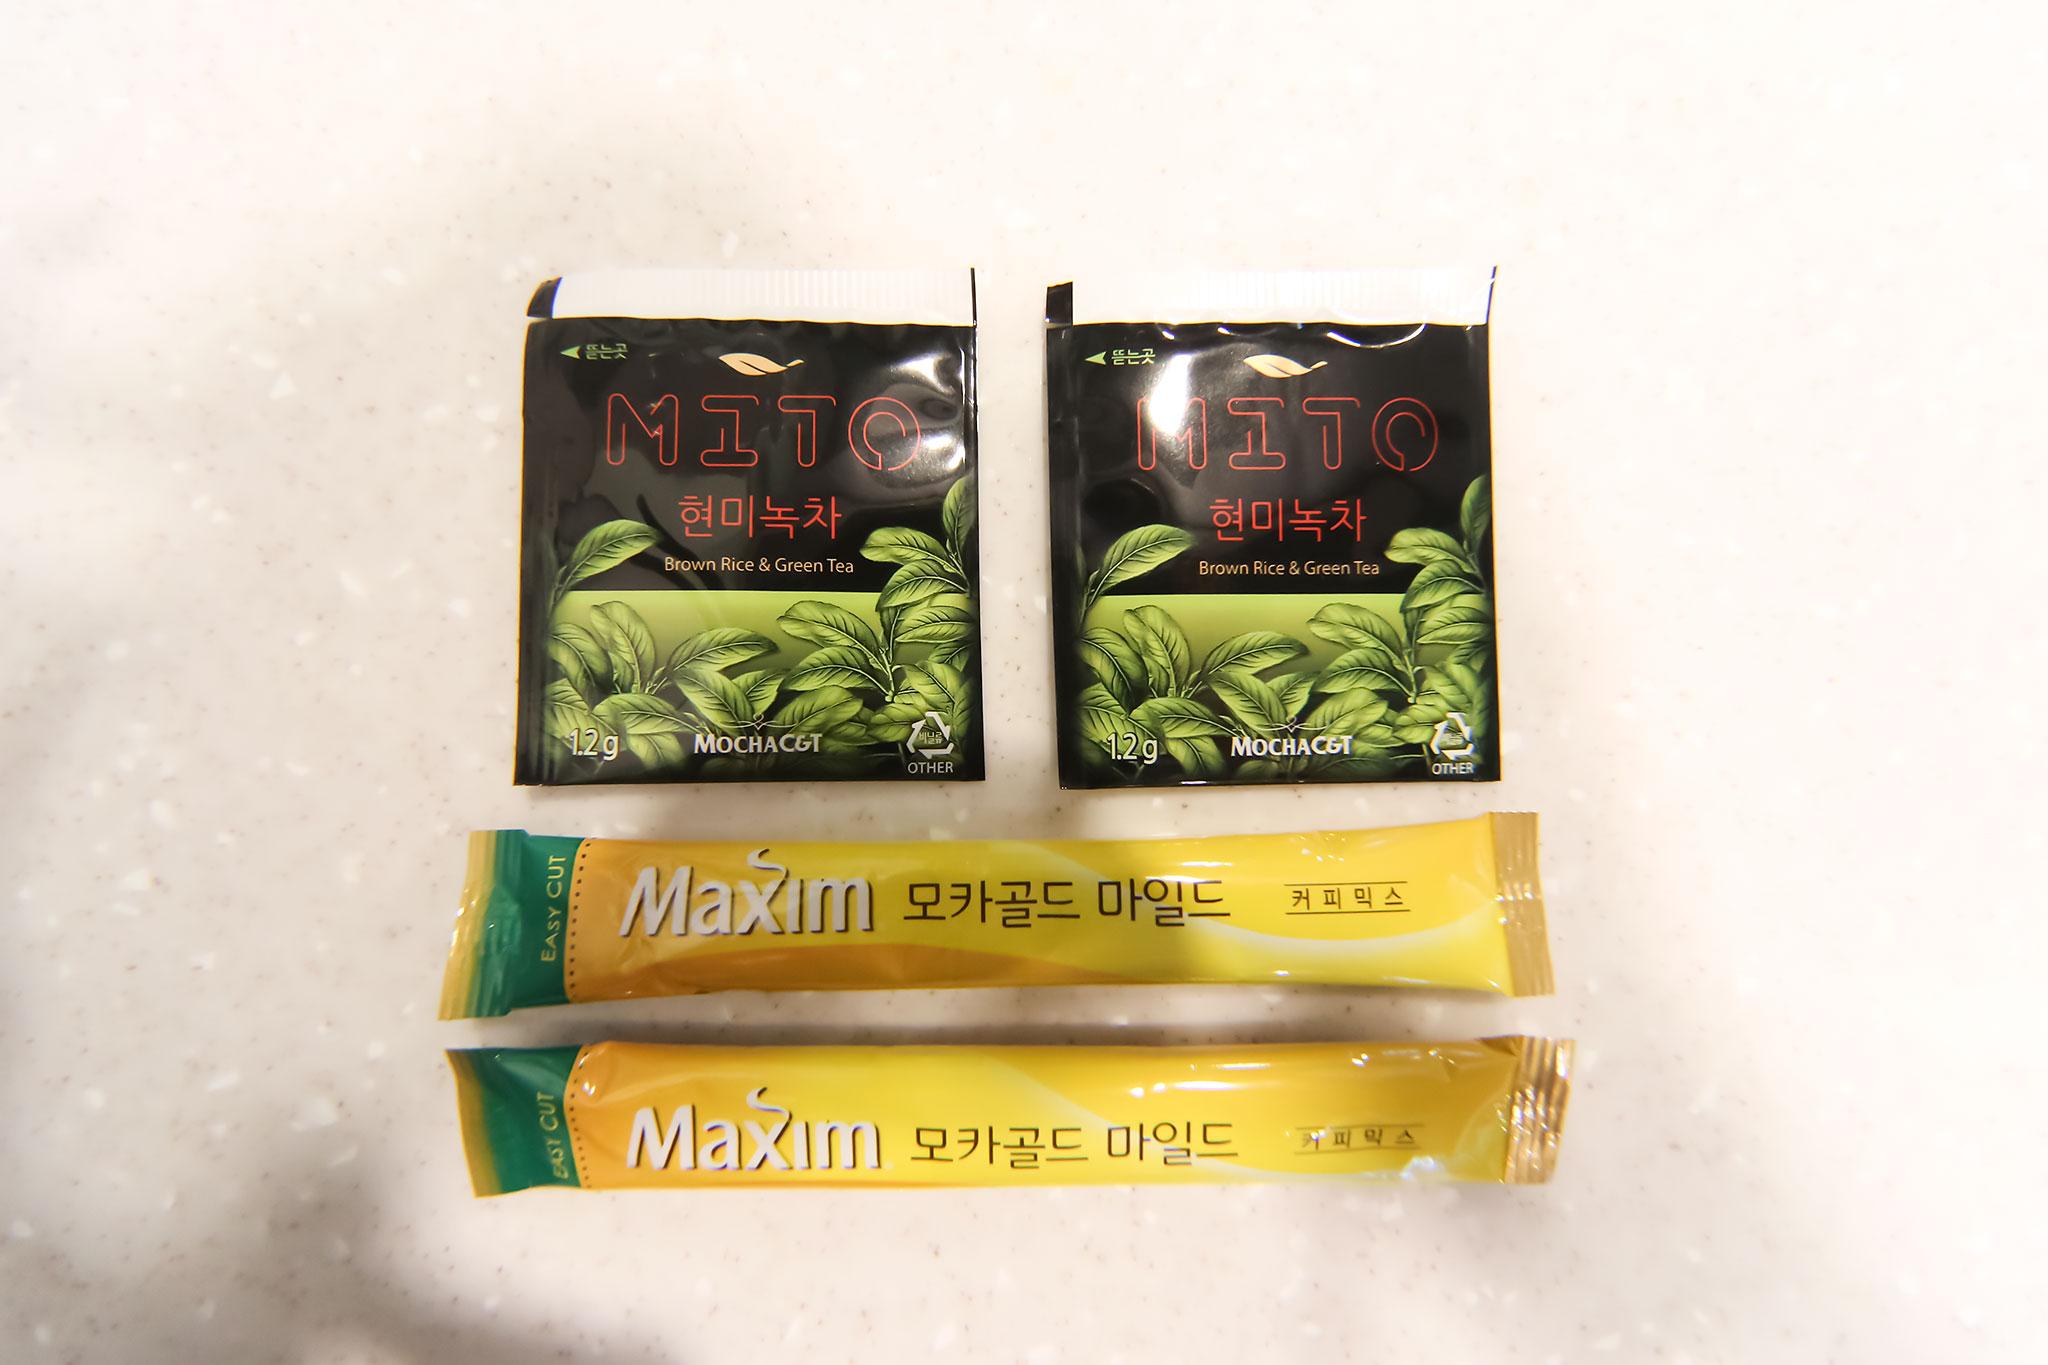 뜯는곳
MITO
현미녹차
Brown Rice & Green Tea
1.2g
MOCHAC&T
비닐류
OTHER
뜯는곳
MITO
현미녹차
Brown Rice & Green Tea
1.2g
MOCHAC&T
OTHER
EASY CUT
Maxim 모카골드 마일드 커피믹스
EASY CUT
Maxim 모카골드 마일드 커피믹스